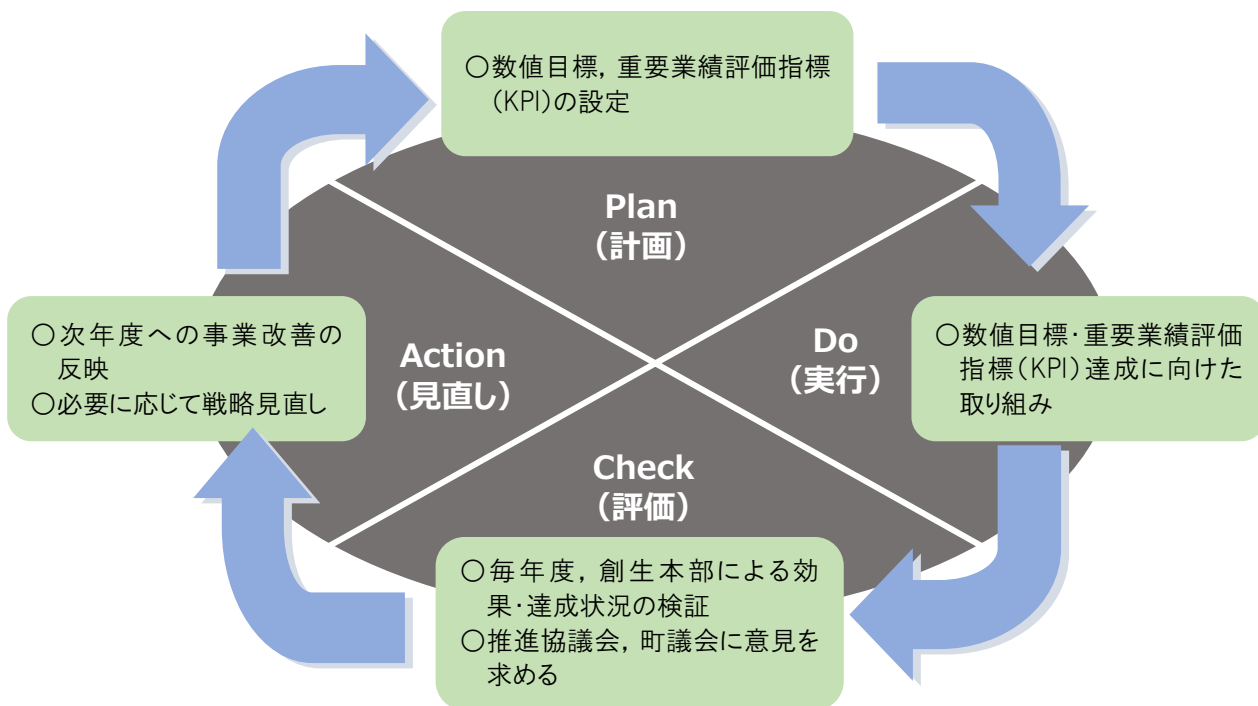 ○数値目標，重要業績評価指標
（KPI）の設定
Plan
（計画）
Do
（実行）
○数値目標・重要業績評価
指標（KPI）達成に向けた
取り組み
Check
（評価）
○毎年度，創生本部による効
果・達成状況の検証
○推進協議会，町議会に意見を
求める
Action
（見直し）
○次年度への事業改善の
反映
○必要に応じて戦略見直し